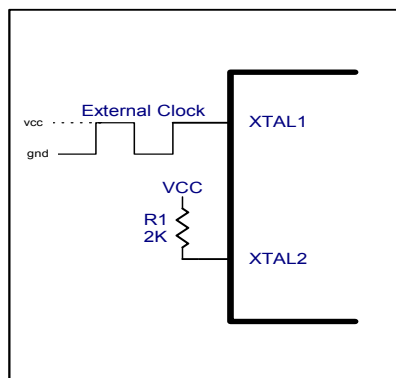 External Clock
vcc
gnd
XTAL1
VCC
R1
2K
XTAL2